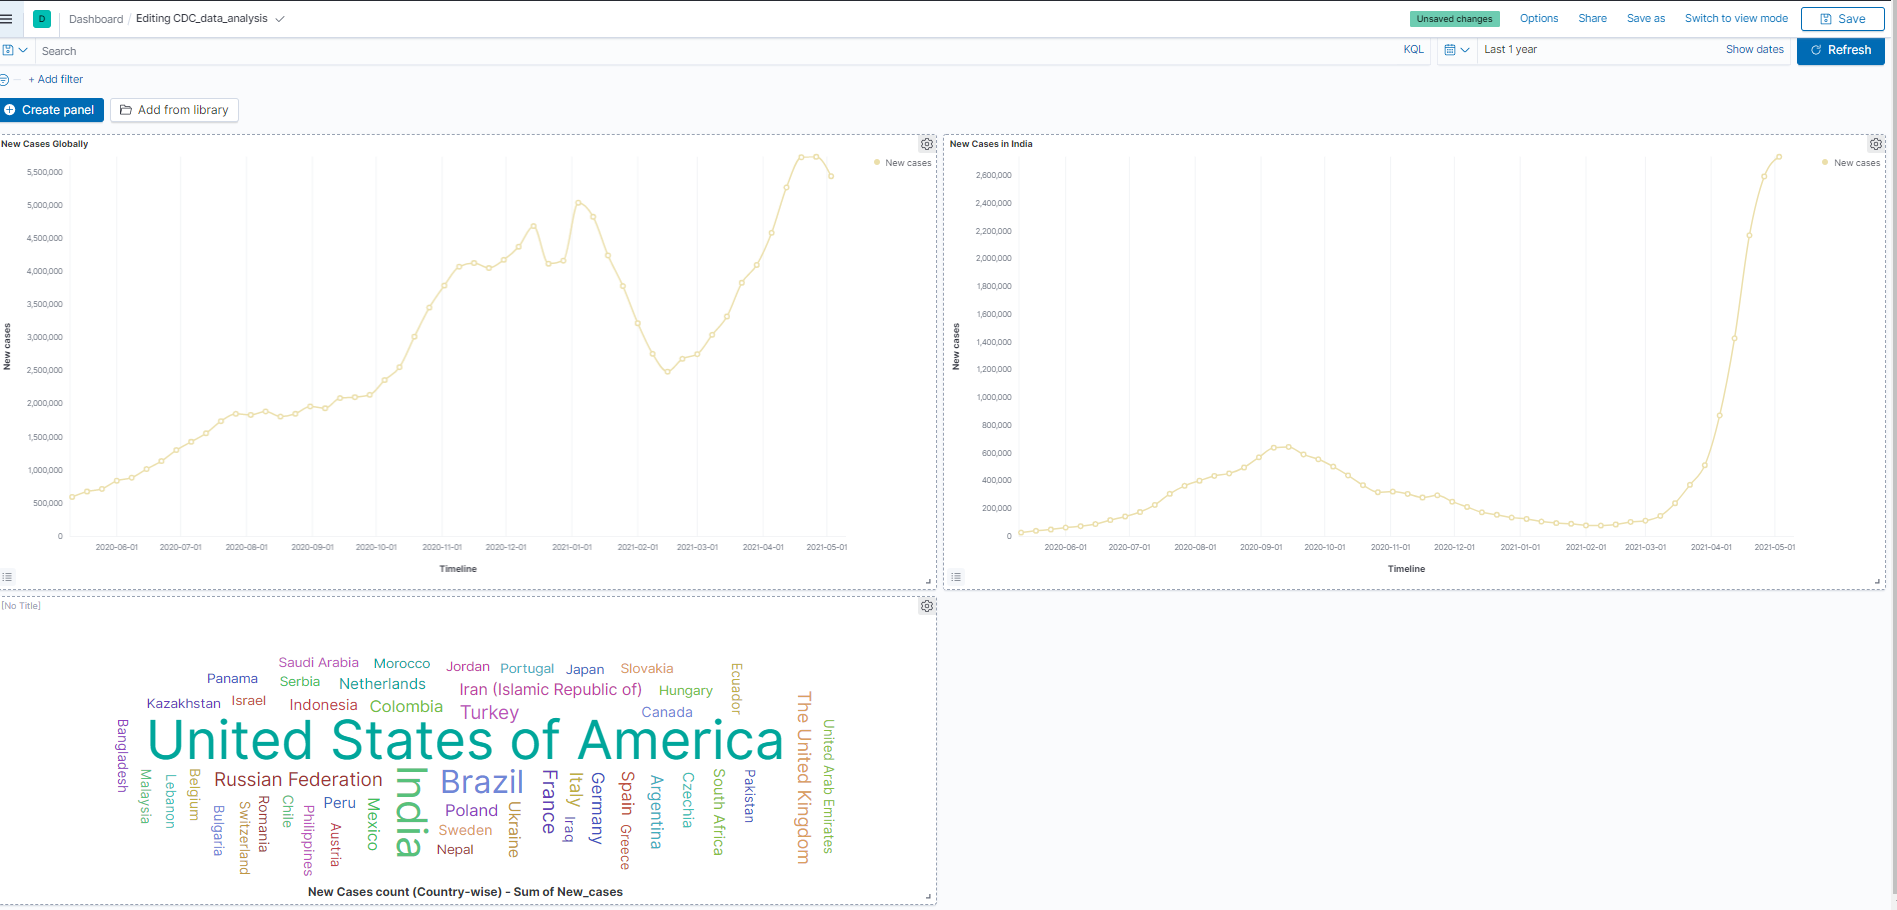 D Dashboard / Editing CDC_data_analysis Unsaved changes Options Share Save as Switch to view mode Save
Search KQL Last 1 year Show dates Refresh
+ Add filter
Create panel Add from library
New Cases Globally
New cases
5,500,000
5,000,000
4,500,000
4,000,000
3,500,000
3,000,000
2,500,000
2,000,000
1,500,000
1,000,000
500,000
0
New cases
2020-06-01 2020-07-01 2020-08-01 2020-09-01 2020-10-01 2020-11-01 2020-12-01 2021-01-01 2021-02-01 2021-03-01 2021-04-01 2021-05-01
Timeline
New Cases in India
New cases
2,600,000
2,400,000
2,200,000
2,000,000
1,800,000
1,600,000
1,400,000
1,200,000
1,000,000
800,000
600,000
400,000
200,000
0
New cases
2020-06-01 2020-07-01 2020-08-01 2020-09-01 2020-10-01 2020-11-01 2020-12-01 2021-01-01 2021-02-01 2021-03-01 2021-04-01 2021-05-01
Timeline
[No Title]
Saudi Arabia
Morocco
Jordan
Portugal
Japan
Slovakia
Ecuador
Panama
Serbia
Netherlands
Iran (Islamic Republic of)
Hungary
Kazakhstan
Israel
Indonesia
Colombia
Turkey
Canada
The United Kingdom
United Arab Emirates
Bangladesh
United States of America
Malaysia
Lebanon
Belgium
Russian Federation
India
Brazil
France
Italy
Germany
Spain
Argentina
Czechia
South Africa
Pakistan
Bulgaria
Switzerland
Romania
Chile
Philippines
Peru
Austria
Mexico
Poland
Sweden
Nepal
Ukraine
Iraq
Greece
New Cases count (Country-wise) - Sum of New_cases